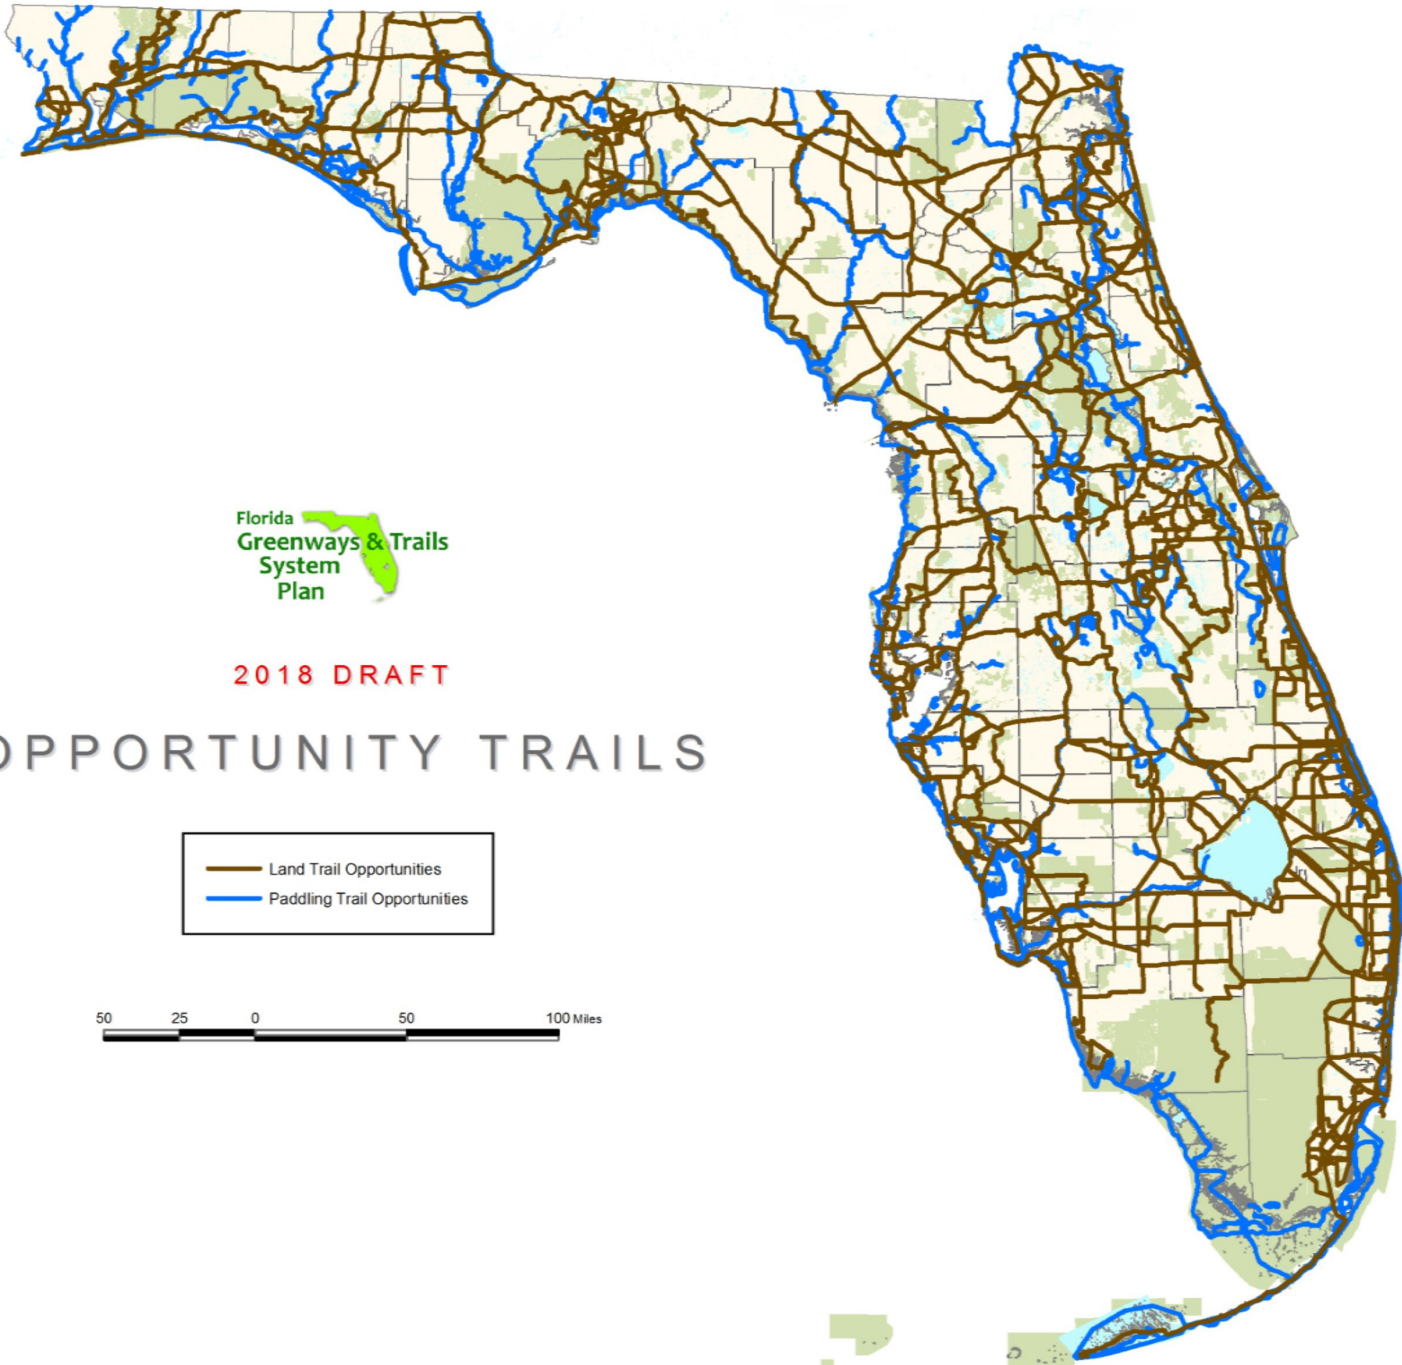 Florida
Greenways & Trails
System
Plan
2018 DRAFT
OPPORTUNITY TRAILS
Land Trail Opportunities
Paddling Trail Opportunities
50 25 0 50 100 Miles